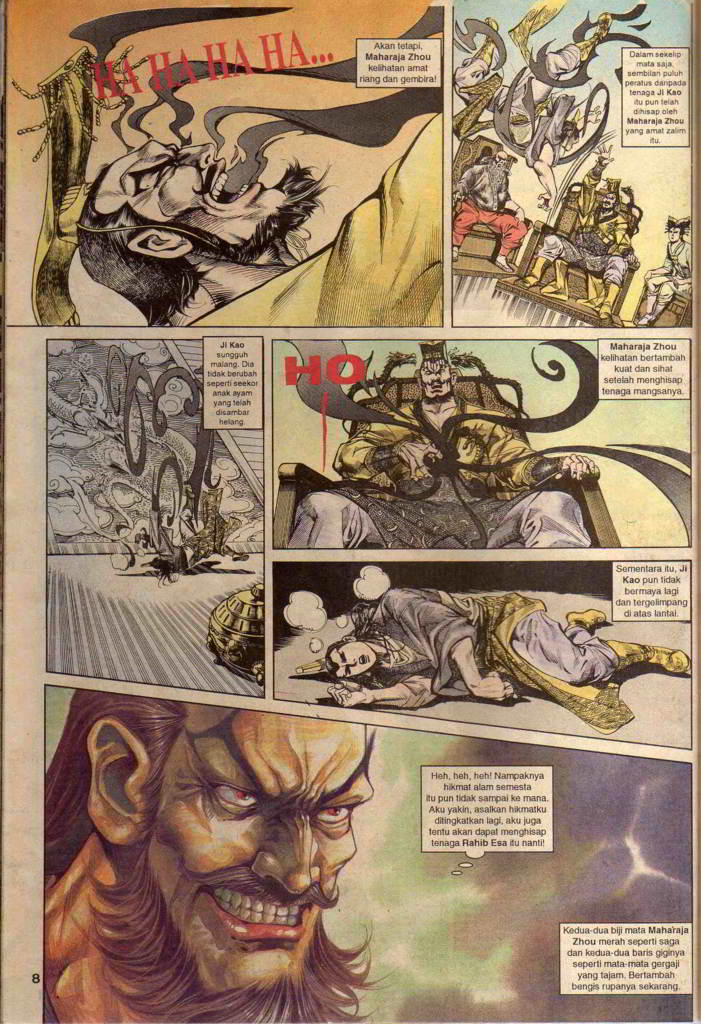 HA HA HA HA...
Akan tetapi,
Maharaja Zhou
kelihatan amat
riang dan gembira!
Dalam sekelip
mata saja,
sembilan puluh
peratus daripada
tenaga Ji Kao
itu pun telah
dihisap oleh
Maharaja Zhou
yang amat zalim
itu.
Ji Kao
sungguh
malang. Dia
tidak berubah
seperti seekor
anak ayam
yang telah
disambar
helang.
HO
Maharaja Zhou
kelihatan bertambah
kuat dan sihat
setelah menghisap
tenaga mangsanya.
Sementara itu, Ji
Kao pun tidak
bermaya lagi
dan tergelimpang
di atas lantai.
Heh, heh, heh! Nampaknya
hikmat alam semesta
itu pun tidak sampai ke mana.
Aku yakin, asalkan hikmatku
ditingkatkan lagi, aku juga
tentu akan dapat menghisap
tenaga Rahib Esa itu nanti!
Kedua-dua biji mata Maharaja
Zhou merah seperti saga
dan kedua-dua baris giginya
seperti mata-mata gergaji
yang tajam. Bertambah
bengis rupanya sekarang.
8